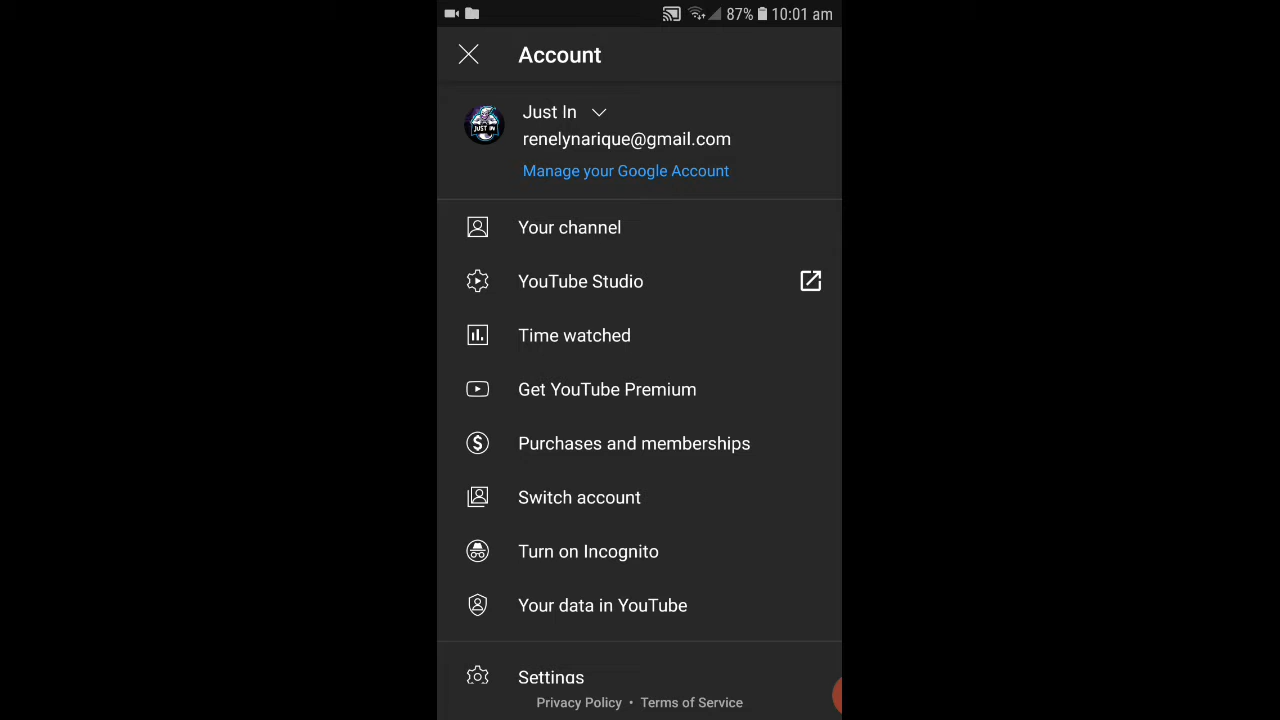 87% 10:01 am
Account
Just In
JUST IN
renelynarique@gmail.com
Manage your Google Account
Your channel
YouTube Studio
Time watched
Get YouTube Premium
Purchases and memberships
Switch account
Turn on Incognito
Your data in YouTube
Settings
Privacy Policy • Terms of Service